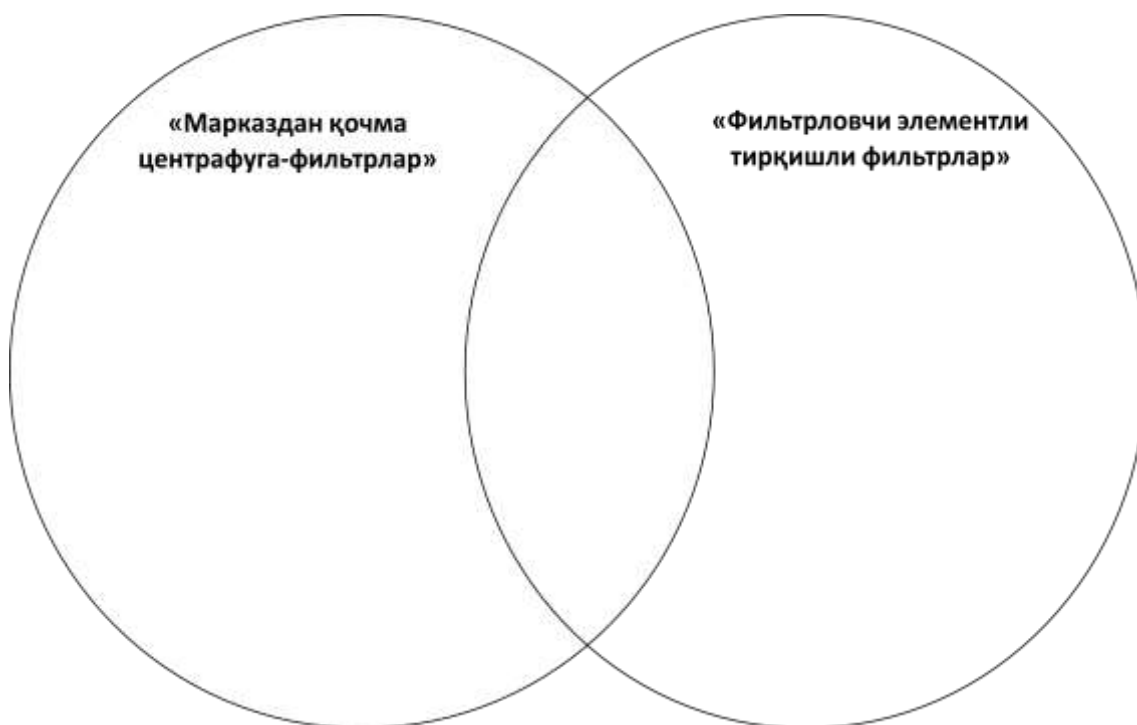 «Марказдан қочма
центрафуга-фильтрлар»
«Фильтрловчи элементли
тирқишли фильтрлар»